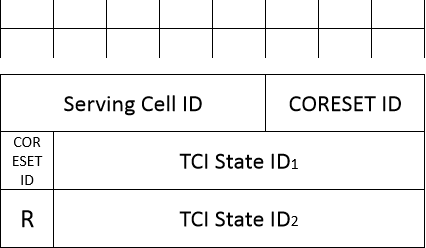 Serving Cell ID CORESET ID
COR
ESET
ID
TCI State ID1
R TCI State ID2